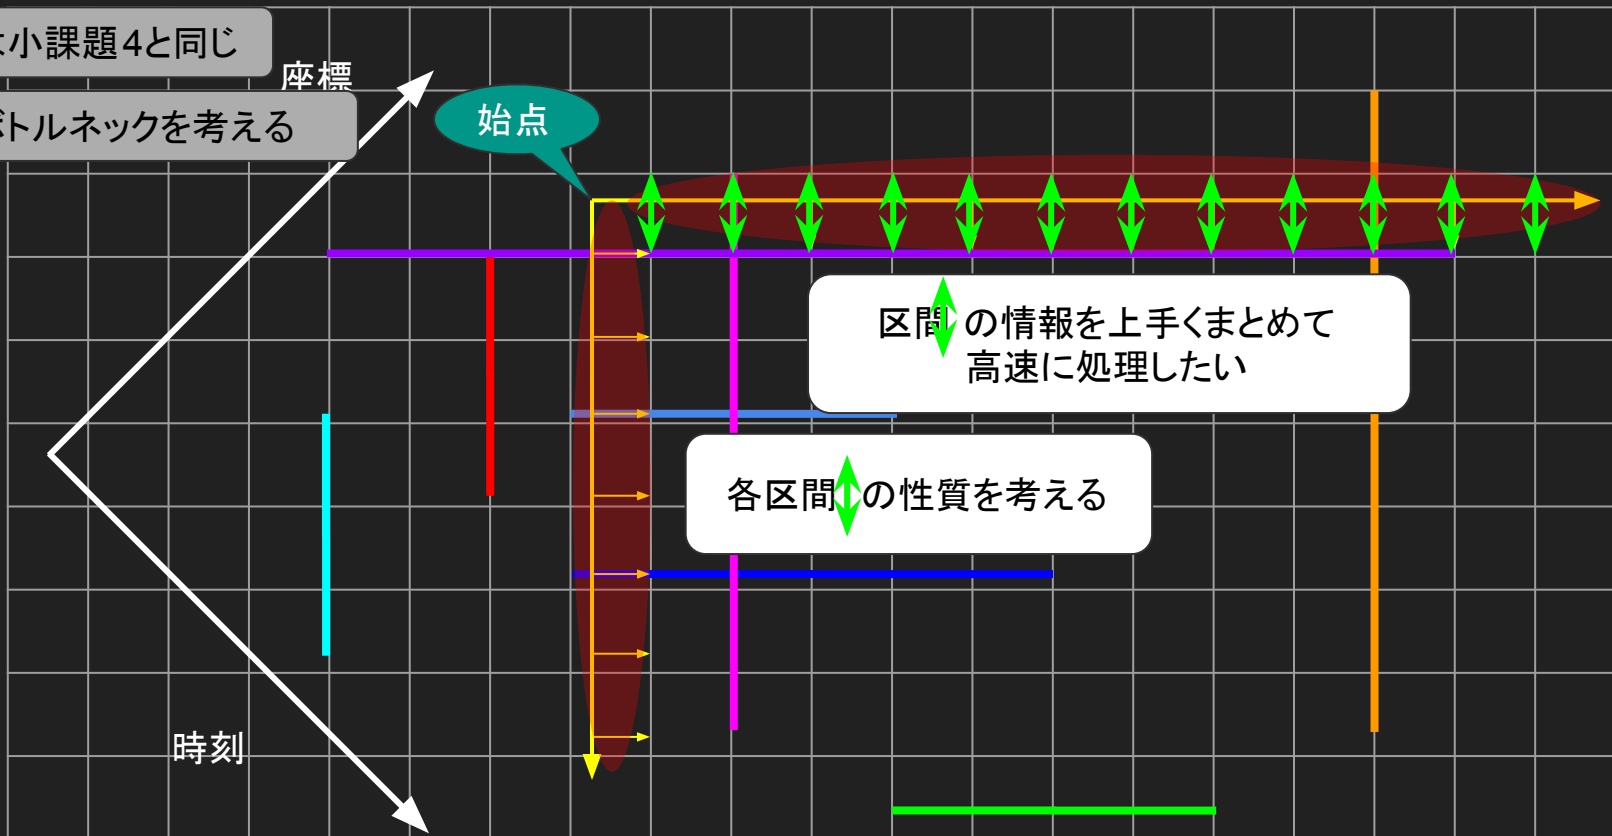 小課題4と同じ
座標
トルネックを考える
始点
区間 の情報を上手くまとめて
高速に処理したい
各区間 の性質を考える
時刻